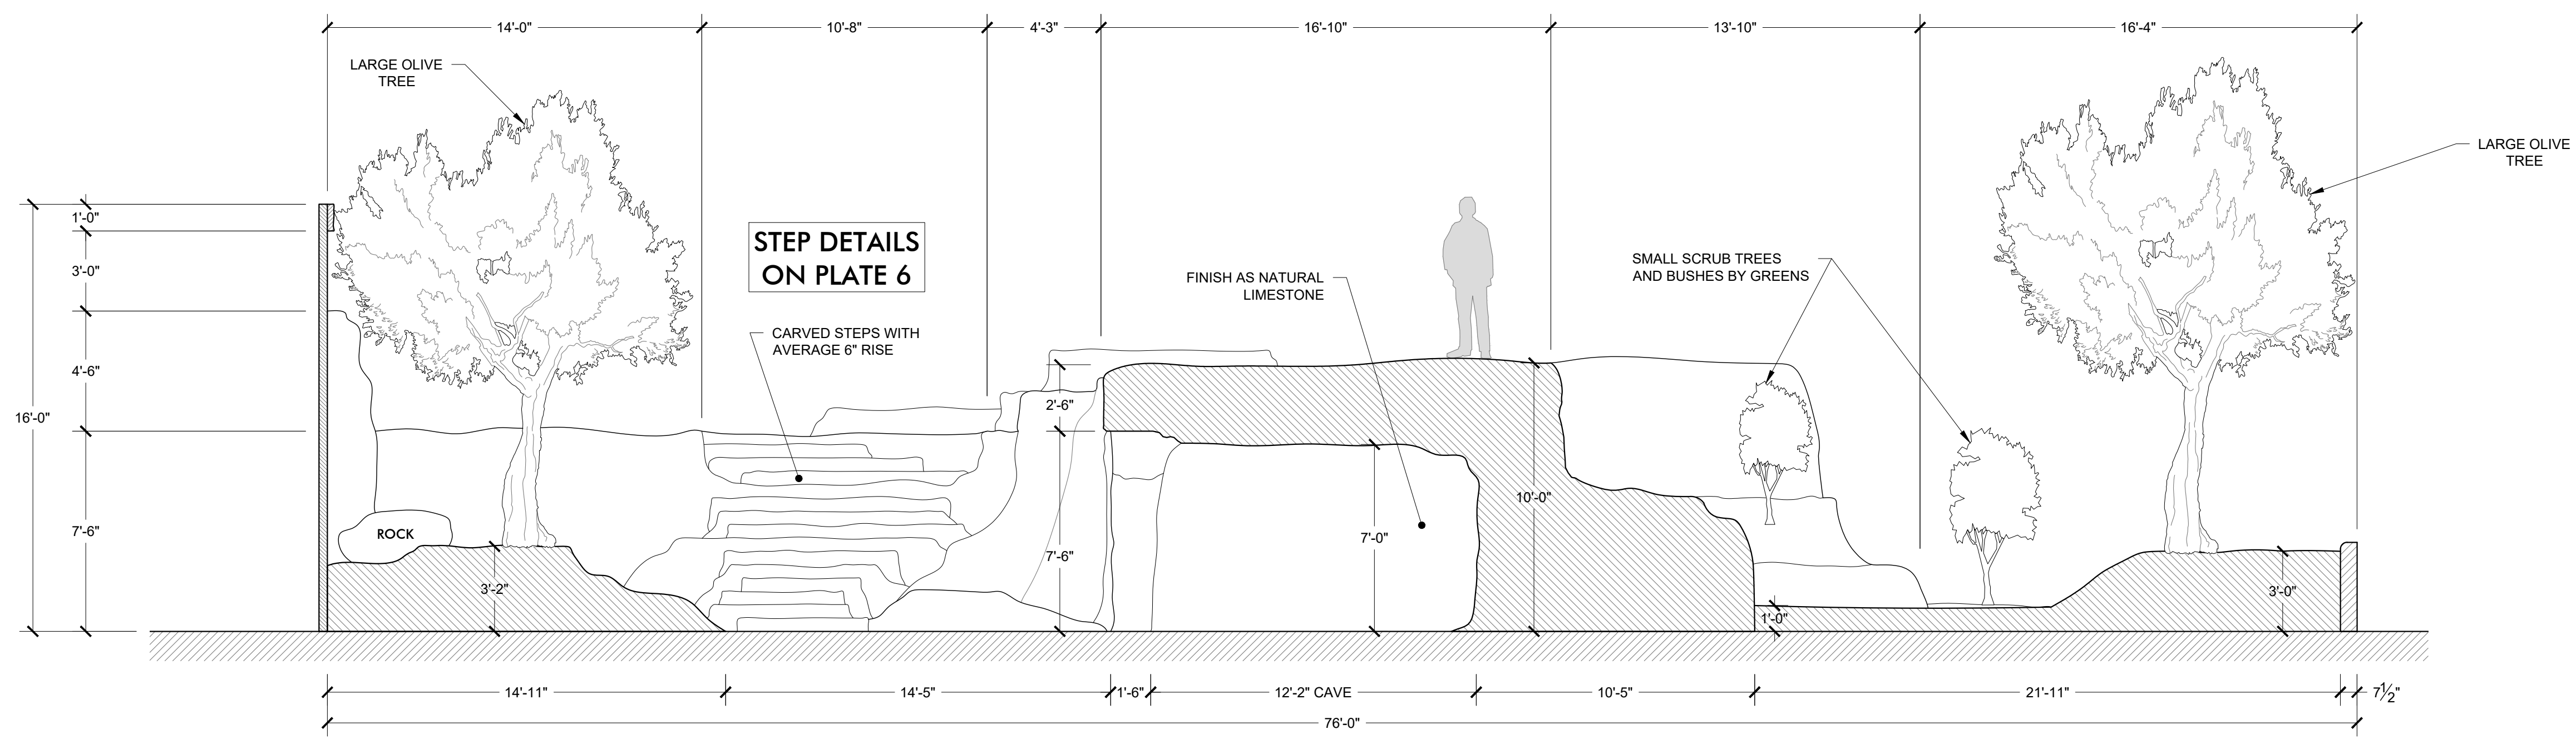 14'-0" 10'-8" 4'-3" 16'-10" 13'-10" 16'-4"
LARGE OLIVE
TREE
LARGE OLIVE
TREE
1'-0"
3'-0"
4'-6"
7'-6"
16'-0"
STEP DETAILS
ON PLATE 6
CARVED STEPS WITH
AVERAGE 6" RISE
FINISH AS NATURAL
LIMESTONE
SMALL SCRUB TREES
AND BUSHES BY GREENS
2'-6"
7'-6"
7'-0"
10'-0"
ROCK
3'-2"
1'-0"
3'-0"
14'-11" 14'-5" 1'-6" 12'-2" CAVE 10'-5" 21'-11" 7½"
76'-0"